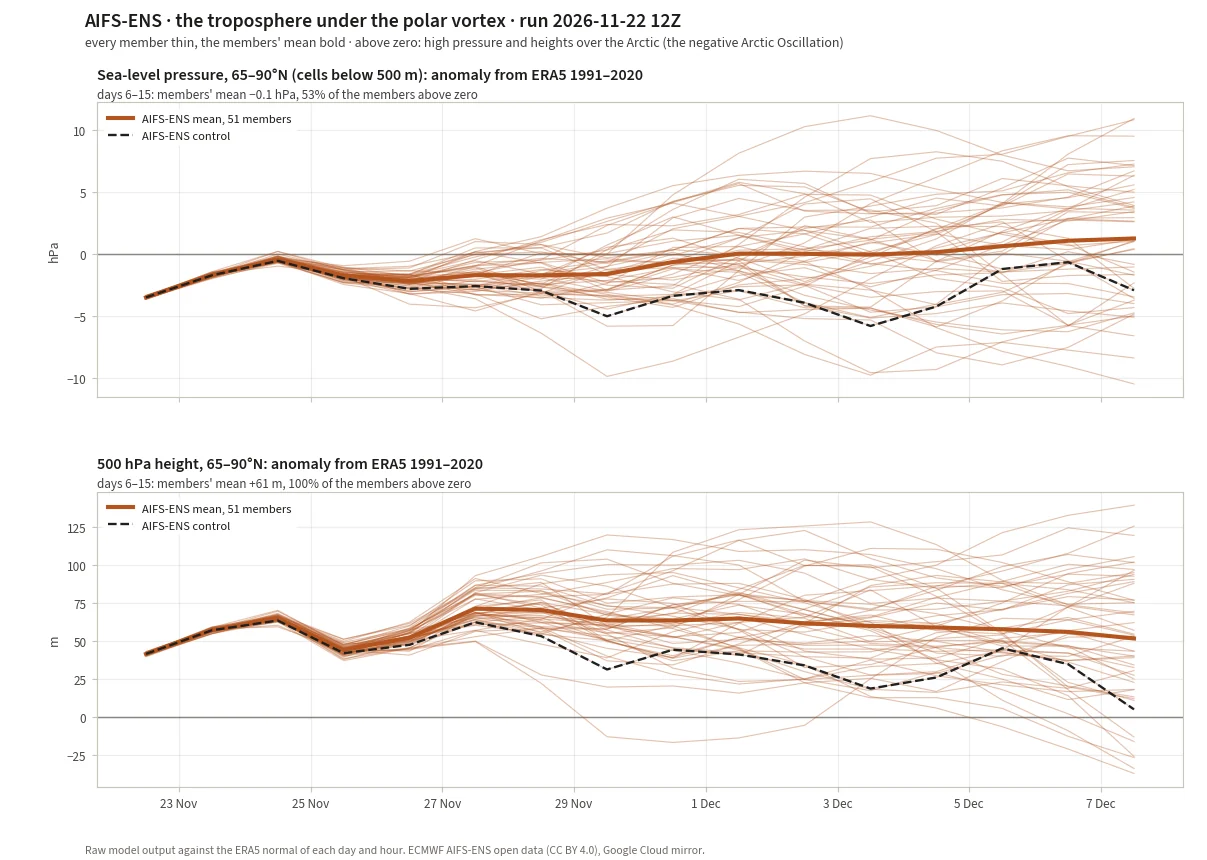 AIFS-ENS · the troposphere under the polar vortex · run 2026-11-22 12Z
every member thin, the members' mean bold · above zero: high pressure and heights over the Arctic (the negative Arctic Oscillation)
Sea-level pressure, 65–90°N (cells below 500 m): anomaly from ERA5 1991–2020
days 6–15: members' mean −0.1 hPa, 53% of the members above zero
AIFS-ENS mean, 51 members
AIFS-ENS control
10
5
0
−5
−10
hPa
500 hPa height, 65–90°N: anomaly from ERA5 1991–2020
days 6–15: members' mean +61 m, 100% of the members above zero
AIFS-ENS mean, 51 members
AIFS-ENS control
125
100
75
50
25
0
−25
m
23 Nov 25 Nov 27 Nov 29 Nov 1 Dec 3 Dec 5 Dec 7 Dec
Raw model output against the ERA5 normal of each day and hour. ECMWF AIFS-ENS open data (CC BY 4.0), Google Cloud mirror.